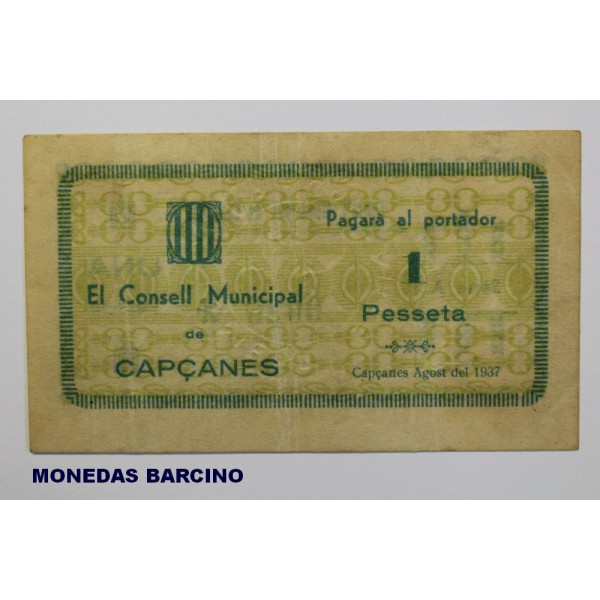 El Consell Municipal
de
CAPÇANES
Pagarà al portador
1
Pesseta
Capçanes Agost del 1937
MONEDAS BARCINO